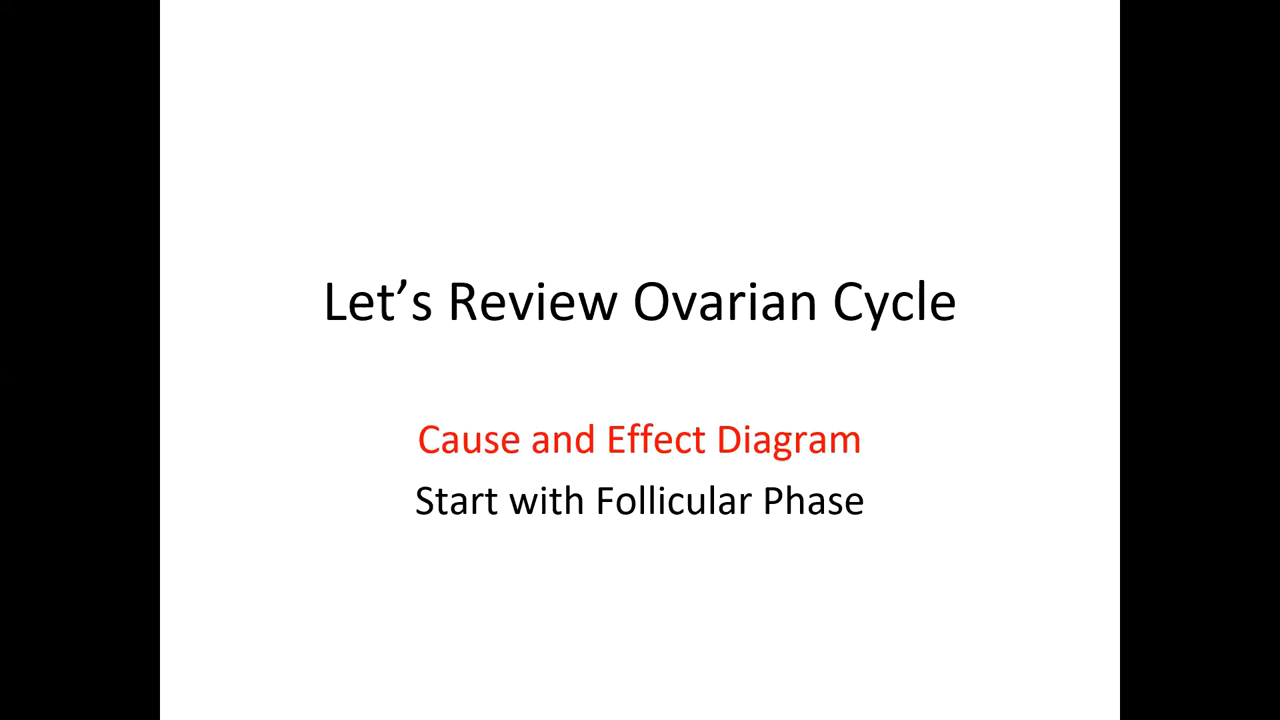 Let’s Review Ovarian Cycle
Cause and Effect Diagram
Start with Follicular Phase